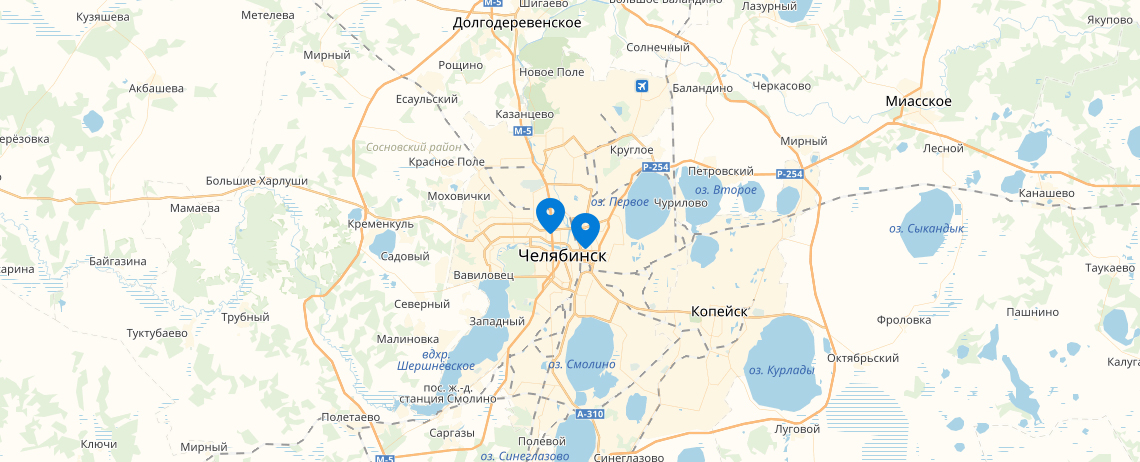 М-5
Шигаево
Большое Баландино
Лазурный
Кузяшева
Метелева
Долгодеревенское
Якупово
Солнечный
Мирный
Рощино
Новое Поле
Акбашева
Баландино
Черкасово
Есаульский
Миасское
Казанцево
М-5
ерёзовка
Мирный
Сосновский район
Круглое
Лесной
Красное Поле
Р-254
Петровский
Р-254
Большие Харлуши
оз. Второе
Канашево
Моховички
оз. Первое
Чурилово
Мамаева
Кременкуль
оз. Сыкандык
Садовый
Челябинск
Байгазина
карина
Таукаево
Вавиловец
Северный
Копейск
Пашнино
Трубный
Западный
Фроловка
Туктубаево
Малиновка
вдхр.
Шершнёвское
Октябрьский
Калуга
оз. Смолино
оз. Курлады
пос. ж.-д.
станция Смолино
А-310
Полетаево
Луговой
Саргазы
Ключи
Мирный
Полевой
оз. Синеглазово
Синеглазово
М-5